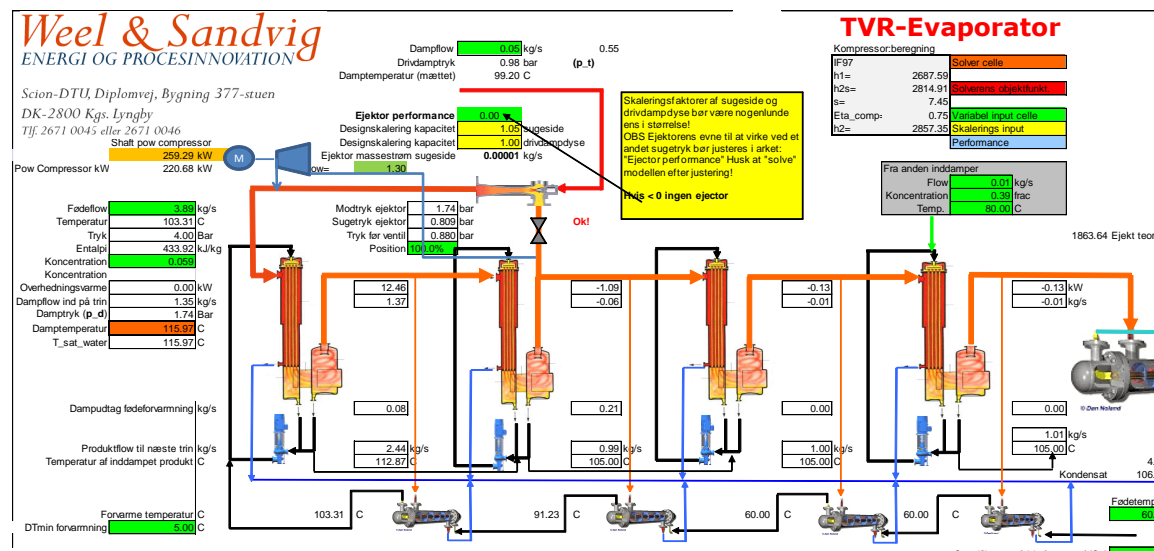 Weel & Sandvig
ENERGI OG PROCESINNOVATION
Scion-DTU, Diplomvej, Bygning 377-stuen
DK-2800 Kgs. Lyngby
Tlf. 2671 0045 eller 2671 0046
TVR-Evaporator
Dampflow 0.05 kg/s 0.55
Drivdamptryk 0.98 bar (p_t)
Damptemperatur (mættet) 99.20 C
Ejektor performance 0.00
Designskalering kapacitet 1.05 sugeside
Designskalering kapacitet 1.00 drivdampdyse
Ejektor massestrøm sugeside 0.00001 kg/s
ow= 1.30
Skaleringsfaktorer af sugeside og
drivdampdyse bør være nogenlunde
ens i størrelse!
OBS Ejektorens evne til at virke ved et
andet sugetryk bør justeres i arket:
"Ejector performance" Husk at "solve"
modellen efter justering!
Hvis < 0 ingen ejector
Kompressor:beregning
IF97 Solver celle
h1= 2687.59
h2s= 2814.91 Solverens objektfunkt.
s= 7.45
Eta_comp: 0.75 Variabel input celle
h2= 2857.35 Skalerings input
Performance
Shaft pow compressor
259.29 kW
M
Pow Compressor kW 220.68 kW
Fra anden inddamper
Flow 0.01 kg/s
Koncentration 0.39 frac
Temp. 80.00 C
1863.64 Ejekt teor
Fødeflow 3.89 kg/s
Temperatur 103.31 C
Tryk 4.00 Bar
Entalpi 433.92 kJ/kg
Koncentration 0.059
Koncentration
Overhedningsvarme 0.00 kW
Dampflow ind på trin 1.35 kg/s
Damptryk (p_d) 1.74 Bar
Damptemperatur 115.97 C
T_sat_water 115.97 C
Modtryk ejektor 1.74 bar
Sugetryk ejektor 0.809 bar
Tryk før ventil 0.880 bar
Position 100.0%
Ok!
12.46 -1.09 -0.13 -0.13 kW
1.37 -0.06 -0.01 -0.01 kg/s
© Dan Noland
Dampudtag fødeforvarmning kg/s 0.08 0.21 0.00 0.00
Produktflow til næste trin kg/s 2.44 kg/s 0.99 kg/s 1.00 kg/s 1.01 kg/s
Temperatur af inddampet produkt C 112.87 C 105.00 C 105.00 C 105.00 C
4.
Kondensat 106.
Forvarme temperatur C 103.31 C 91.23 C 60.00 C 60.00 C
Fødetemp
60.
DTmin forvarmning 5.00 C